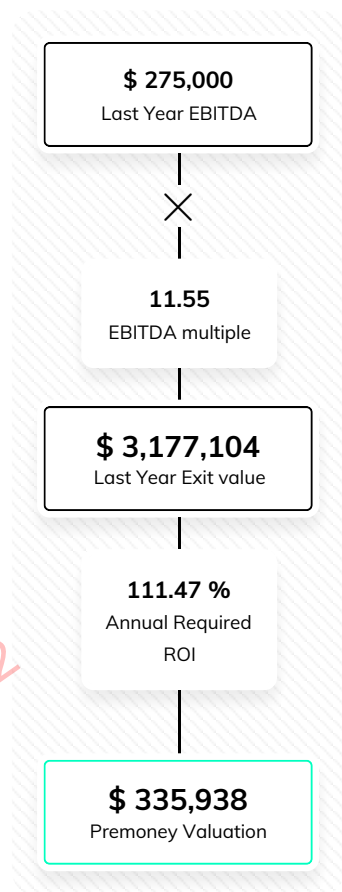 $ 275,000
Last Year EBITDA
11.55
EBITDA multiple
$ 3,177,104
Last Year Exit value
111.47 %
Annual Required
ROI
$ 335,938
Premoney Valuation